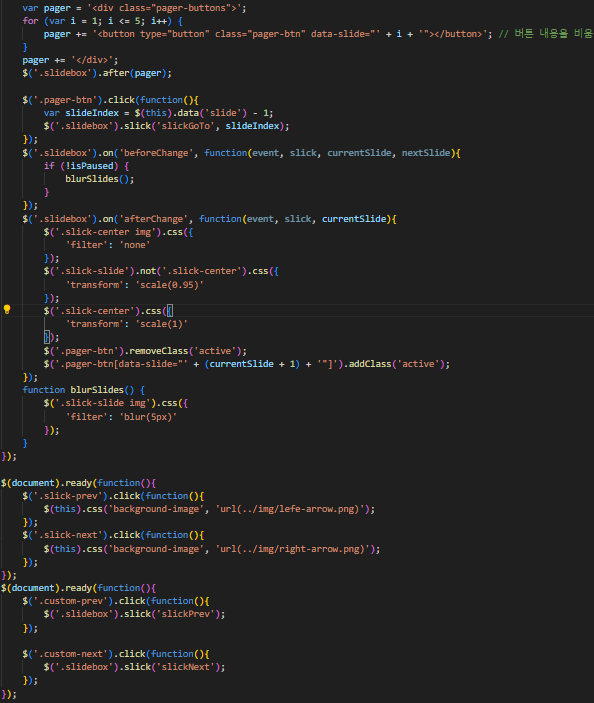 var pager = '<div class="pager-buttons">';
for (var i = 1; i <= 5; i++) {
pager += '<button type="button" class="pager-btn" data-slide="' + i + '"></button>'; // 버튼 내용을 비움
}
pager += '</div>';
$('.slidebox').after(pager);
$('.pager-btn').click(function(){
var slideIndex = $(this).data('slide') - 1;
$('.slidebox').slick('slickGoTo', slideIndex);
});
$('.slidebox').on('beforeChange', function(event, slick, currentSlide, nextSlide){
if (!isPaused) {
blurSlides();
}
});
$('.slidebox').on('afterChange', function(event, slick, currentSlide){
$('.slick-center img').css({
'filter': 'none'
});
$('.slick-slide').not('.slick-center').css({
'transform': 'scale(0.95)'
});
$('.slick-center').css({
'transform': 'scale(1)'
});
$('.pager-btn').removeClass('active');
$('.pager-btn[data-slide="' + (currentSlide + 1) + '"]').addClass('active');
});
function blurSlides() {
$('.slick-slide img').css({
'filter': 'blur(5px)'
});
}
});
$(document).ready(function(){
$('.slick-prev').click(function(){
$(this).css('background-image', 'url(../img/lefe-arrow.png)');
});
$('.slick-next').click(function(){
$(this).css('background-image', 'url(../img/right-arrow.png)');
});
});
$(document).ready(function(){
$('.custom-prev').click(function(){
$('.slidebox').slick('slickPrev');
});
$('.custom-next').click(function(){
$('.slidebox').slick('slickNext');
});
});